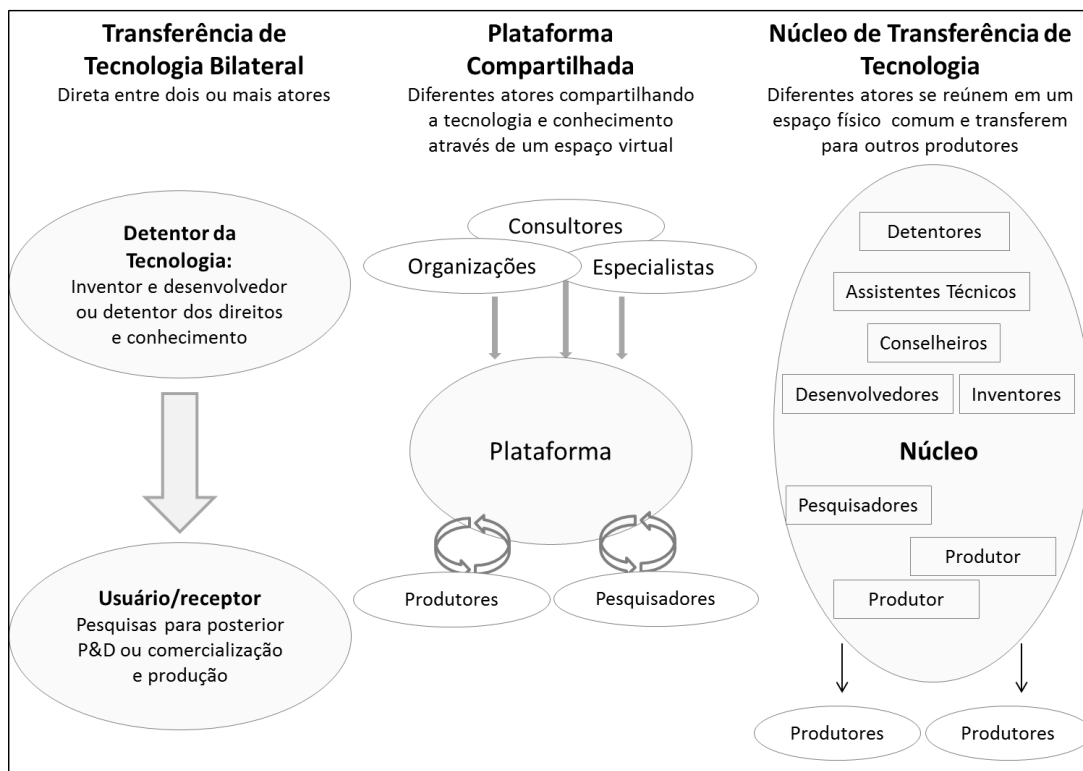 Transferência de
Tecnologia Bilateral
Direta entre dois ou mais atores
Detentor da
Tecnologia:
Inventor e desenvolvedor
ou detentor dos direitos
e conhecimento
Usuário/receptor
Pesquisas para posterior
P&D ou comercialização
e produção
Plataforma
Compartilhada
Diferentes atores compartilhando
a tecnologia e conhecimento
através de um espaço virtual
Consultores
Organizações
Especialistas
Plataforma
Produtores
Pesquisadores
Núcleo de Transferência de
Tecnologia
Diferentes atores se reúnem em um
espaço físico comum e transferem
para outros produtores
Detentores
Assistentes Técnicos
Conselheiros
Desenvolvedores
Inventores
Núcleo
Pesquisadores
Produtor
Produtor
Produtores
Produtores